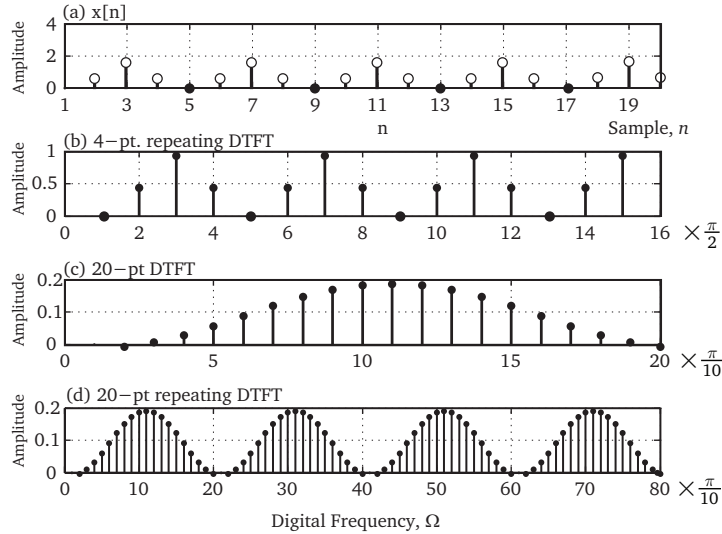 (a) x[n]
Amplitude
4
2
0
1 3 5 7 9 11 13 15 17 19
n
Sample, n
(b) 4−pt. repeating DTFT
Amplitude
1
0.5
0
0 2 4 6 8 10 12 14 16 ×π/2
(c) 20−pt DTFT
Amplitude
0.2
0.1
0
0 5 10 15 20 ×π/10
(d) 20−pt repeating DTFT
Amplitude
0.2
0.1
0
0 10 20 30 40 50 60 70 80 ×π/10
Digital Frequency, Ω